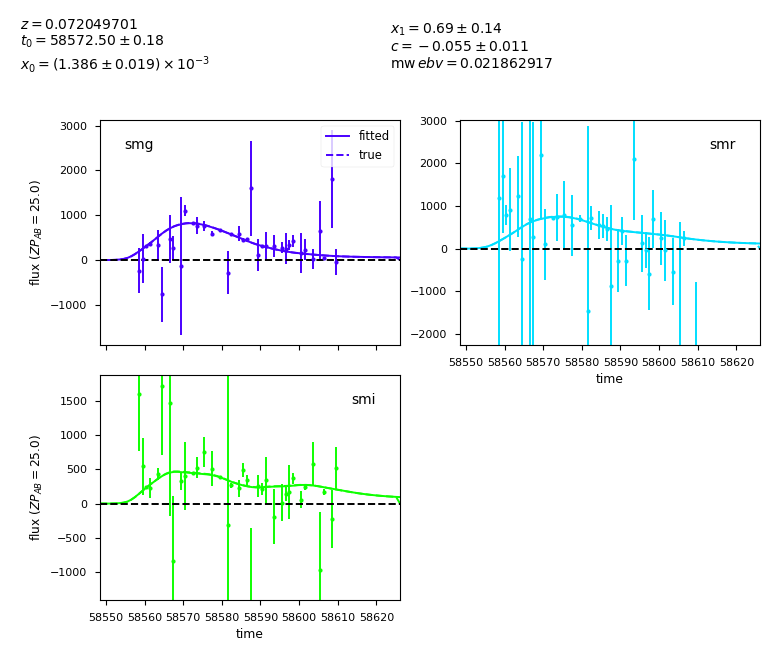 z = 0.072049701
t₀ = 58572.50 ± 0.18
x₀ = (1.386 ± 0.019) × 10⁻³
x₁ = 0.69 ± 0.14
c = −0.055 ± 0.011
mw ebv = 0.021862917
smg
fitted
true
3000
2000
1000
0
−1000
flux (ZP_AB = 25.0)
smr
3000
2000
1000
0
−1000
−2000
58550 58560 58570 58580 58590 58600 58610 58620
time
smi
1500
1000
500
0
−500
−1000
flux (ZP_AB = 25.0)
58550 58560 58570 58580 58590 58600 58610 58620
time